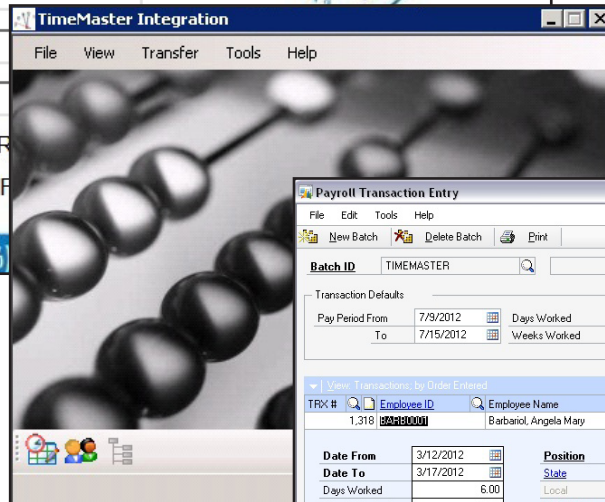 TimeMaster Integration
File View Transfer Tools Help
Payroll Transaction Entry
File Edit Tools Help
New Batch Delete Batch Print
Batch ID TIMEMASTER
Transaction Defaults
Pay Period From 7/9/2012 Days Worked
To 7/15/2012 Weeks Worked
View Transactions; by Order Entered
TRX # Employee ID Employee Name
1,318 BARB0001 Barbariol, Angela Mary
Date From 3/12/2012 Position
Date To 3/17/2012 State
Days Worked 6.00 Local